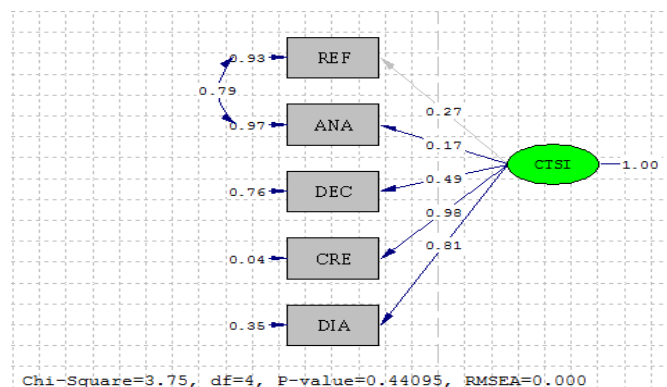 0.93 REF
0.79
0.27
0.97 ANA
0.17
CTSI 1.00
0.76 DEC
0.49
0.98
0.81
0.04 CRE
0.35 DIA
Chi-Square=3.75, df=4, P-value=0.44095, RMSEA=0.000